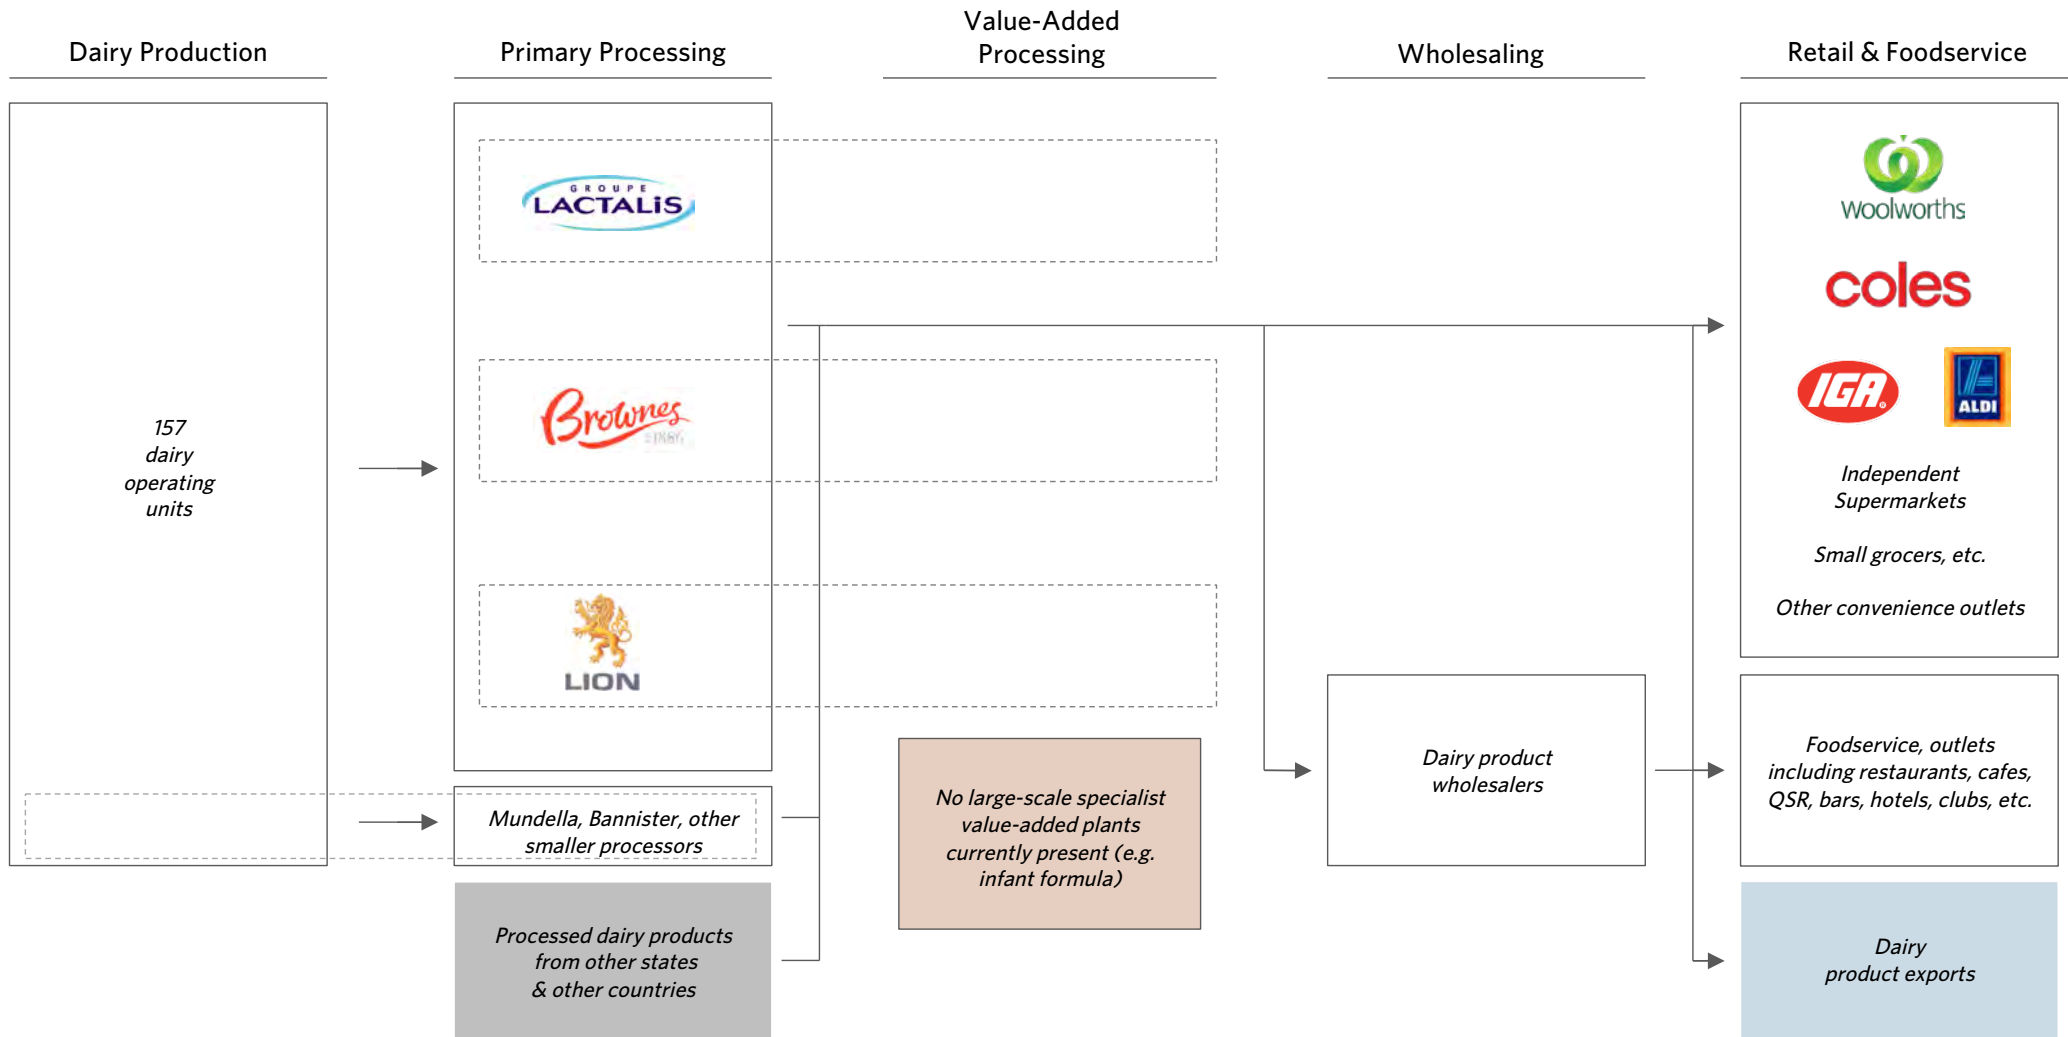 Dairy Production
Primary Processing
Value-Added
Processing
Wholesaling
Retail & Foodservice
157
dairy
operating
units
GROUPE
LACTALiS
Brownes
LION
Mundella, Bannister, other
smaller processors
Processed dairy products
from other states
& other countries
No large-scale specialist
value-added plants
currently present (e.g.
infant formula)
Dairy product
wholesalers
woolworths
coles
IGA
ALDI
Independent
Supermarkets
Small grocers, etc.
Other convenience outlets
Foodservice, outlets
including restaurants, cafes,
QSR, bars, hotels, clubs, etc.
Dairy
product exports